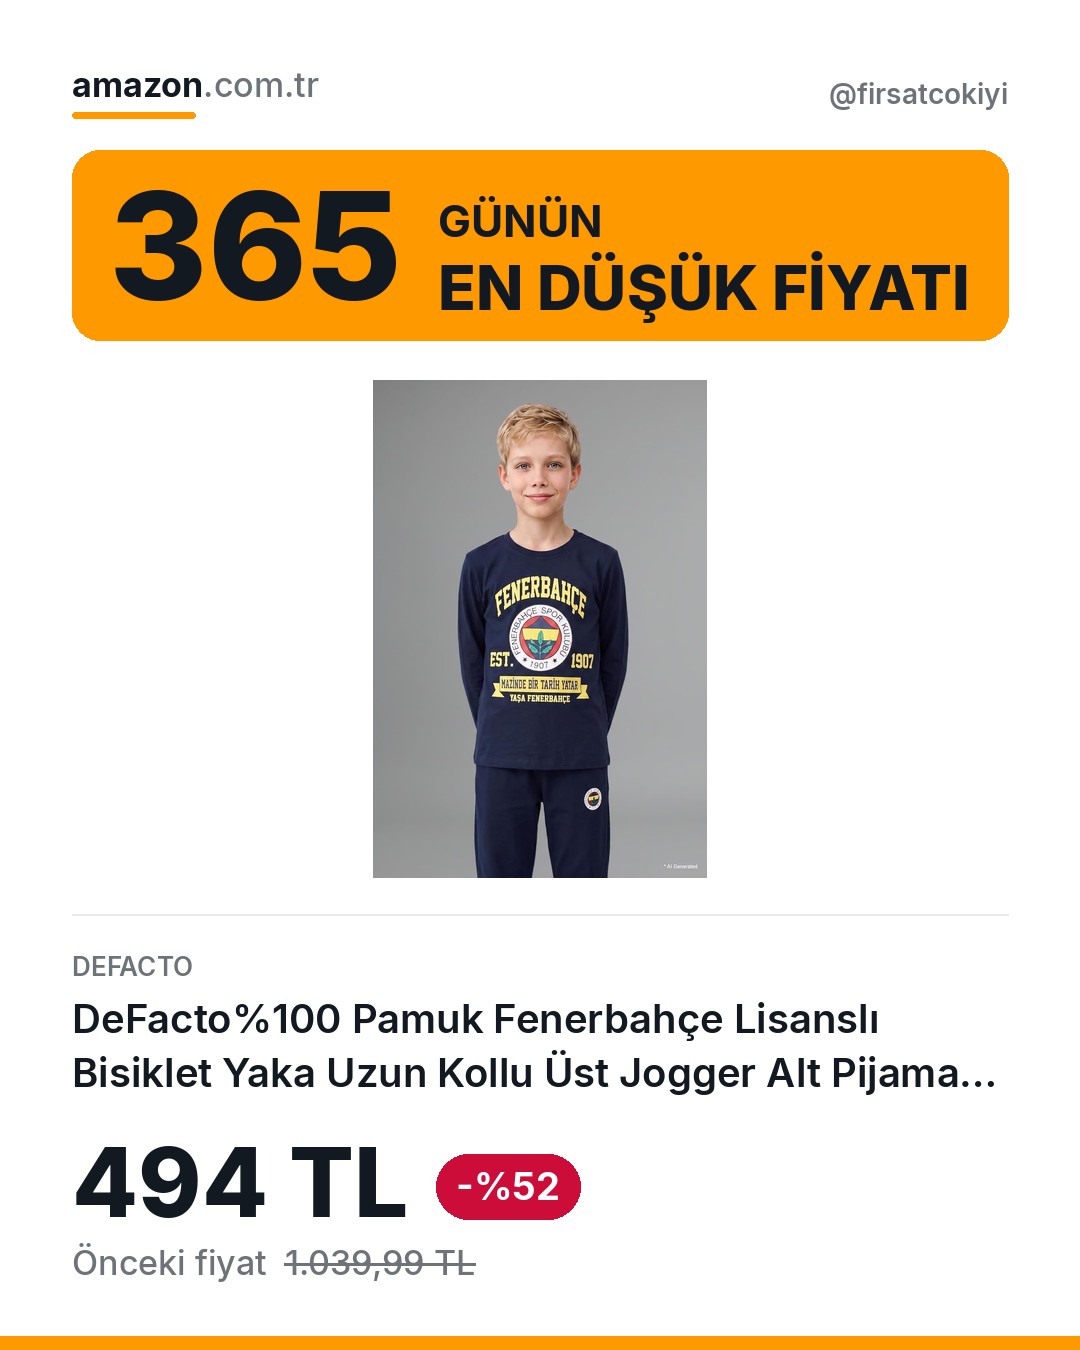 amazon.com.tr
@firsatcokiyi
365
GÜNÜN
EN DÜŞÜK FİYATI
FENERBAHÇE
FENERBAHÇE SPOR KULÜBÜ
EST. 1907
1907
MAZİNDE BİR TARİH YATAR
YAŞA FENERBAHÇE
* AI Generated
DEFACTO
DeFacto%100 Pamuk Fenerbahçe Lisanslı
Bisiklet Yaka Uzun Kollu Üst Jogger Alt Pijama...
494 TL
-%52
Önceki fiyat 1.039,99 TL